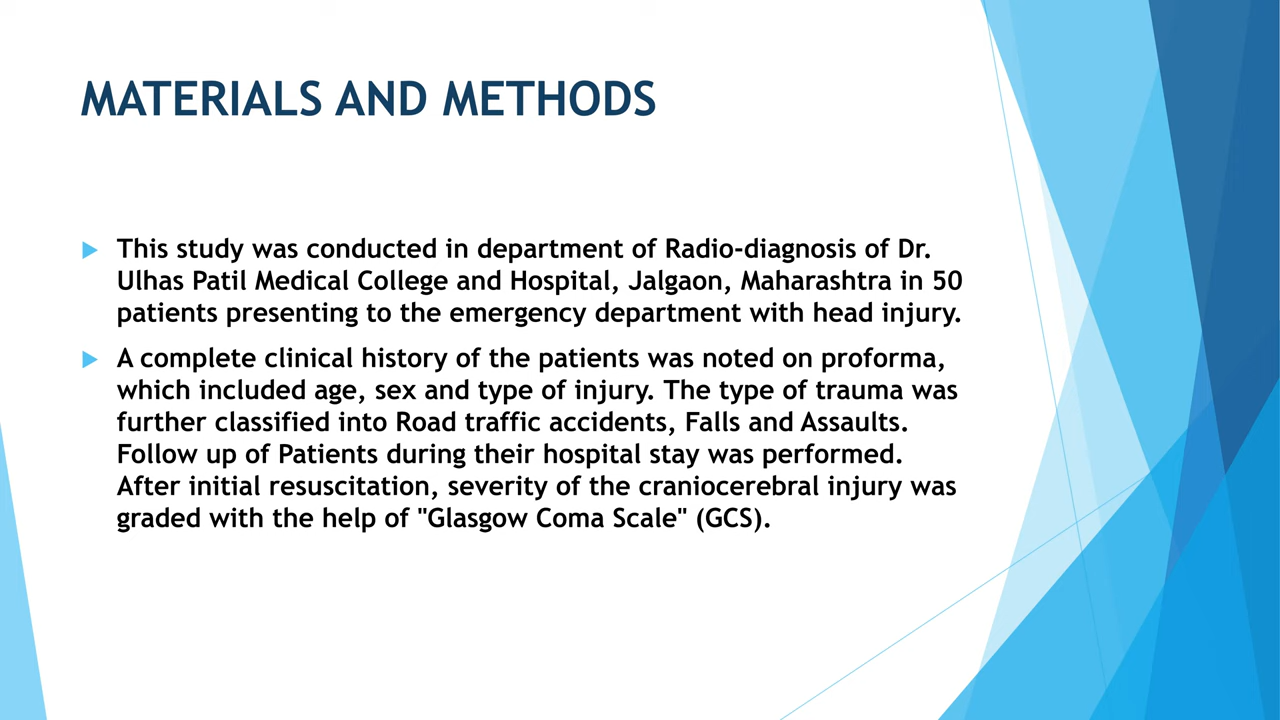 MATERIALS AND METHODS
This study was conducted in department of Radio-diagnosis of Dr.
Ulhas Patil Medical College and Hospital, Jalgaon, Maharashtra in 50
patients presenting to the emergency department with head injury.
A complete clinical history of the patients was noted on proforma,
which included age, sex and type of injury. The type of trauma was
further classified into Road traffic accidents, Falls and Assaults.
Follow up of Patients during their hospital stay was performed.
After initial resuscitation, severity of the craniocerebral injury was
graded with the help of "Glasgow Coma Scale" (GCS).